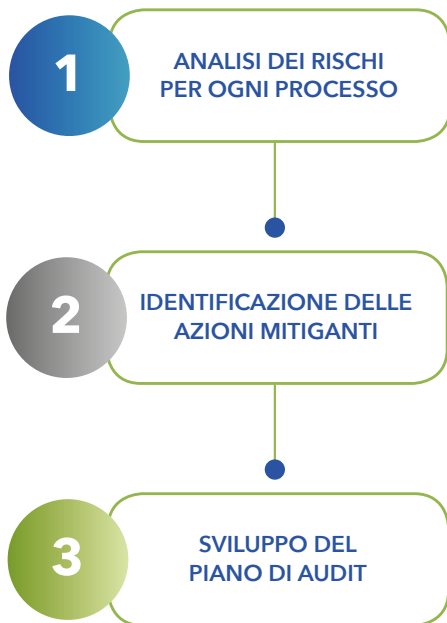 1
ANALISI DEI RISCHI
PER OGNI PROCESSO
2
IDENTIFICAZIONE DELLE
AZIONI MITIGANTI
3
SVILUPPO DEL
PIANO DI AUDIT